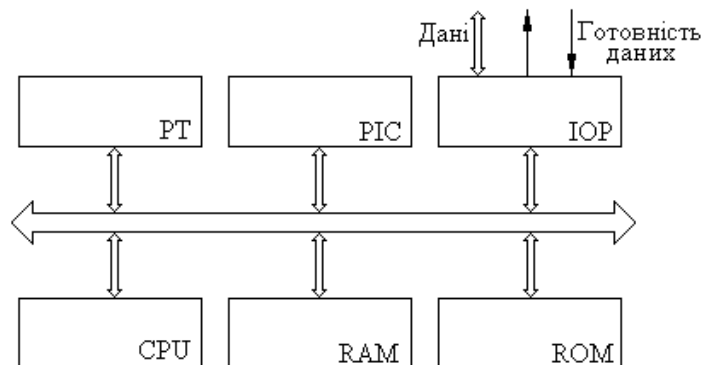 Дані
Готовність
даних
PT
PIC
IOP
CPU
RAM
ROM